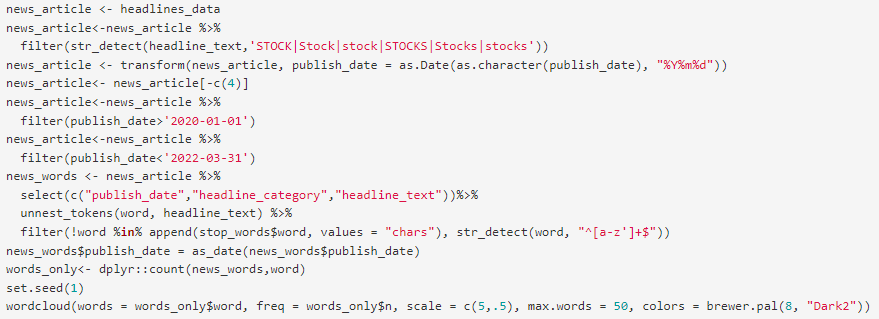 news_article <- headlines_data
news_article<-news_article %>%
  filter(str_detect(headline_text,'STOCK|Stock|stock|STOCKS|Stocks|stocks'))
news_article <- transform(news_article, publish_date = as.Date(as.character(publish_date), "%Y%m%d"))
news_article<- news_article[-c(4)]
news_article<-news_article %>%
  filter(publish_date>'2020-01-01')
news_article<-news_article %>%
  filter(publish_date<'2022-03-31')
news_words <- news_article %>%
  select(c("publish_date","headline_category","headline_text"))%>%
  unnest_tokens(word, headline_text) %>%
  filter(!word %in% append(stop_words$word, values = "chars"), str_detect(word, "^[a-z']+$"))
news_words$publish_date = as_date(news_words$publish_date)
words_only<- dplyr::count(news_words,word)
set.seed(1)
wordcloud(words = words_only$word, freq = words_only$n, scale = c(5,.5), max.words = 50, colors = brewer.pal(8, "Dark2"))